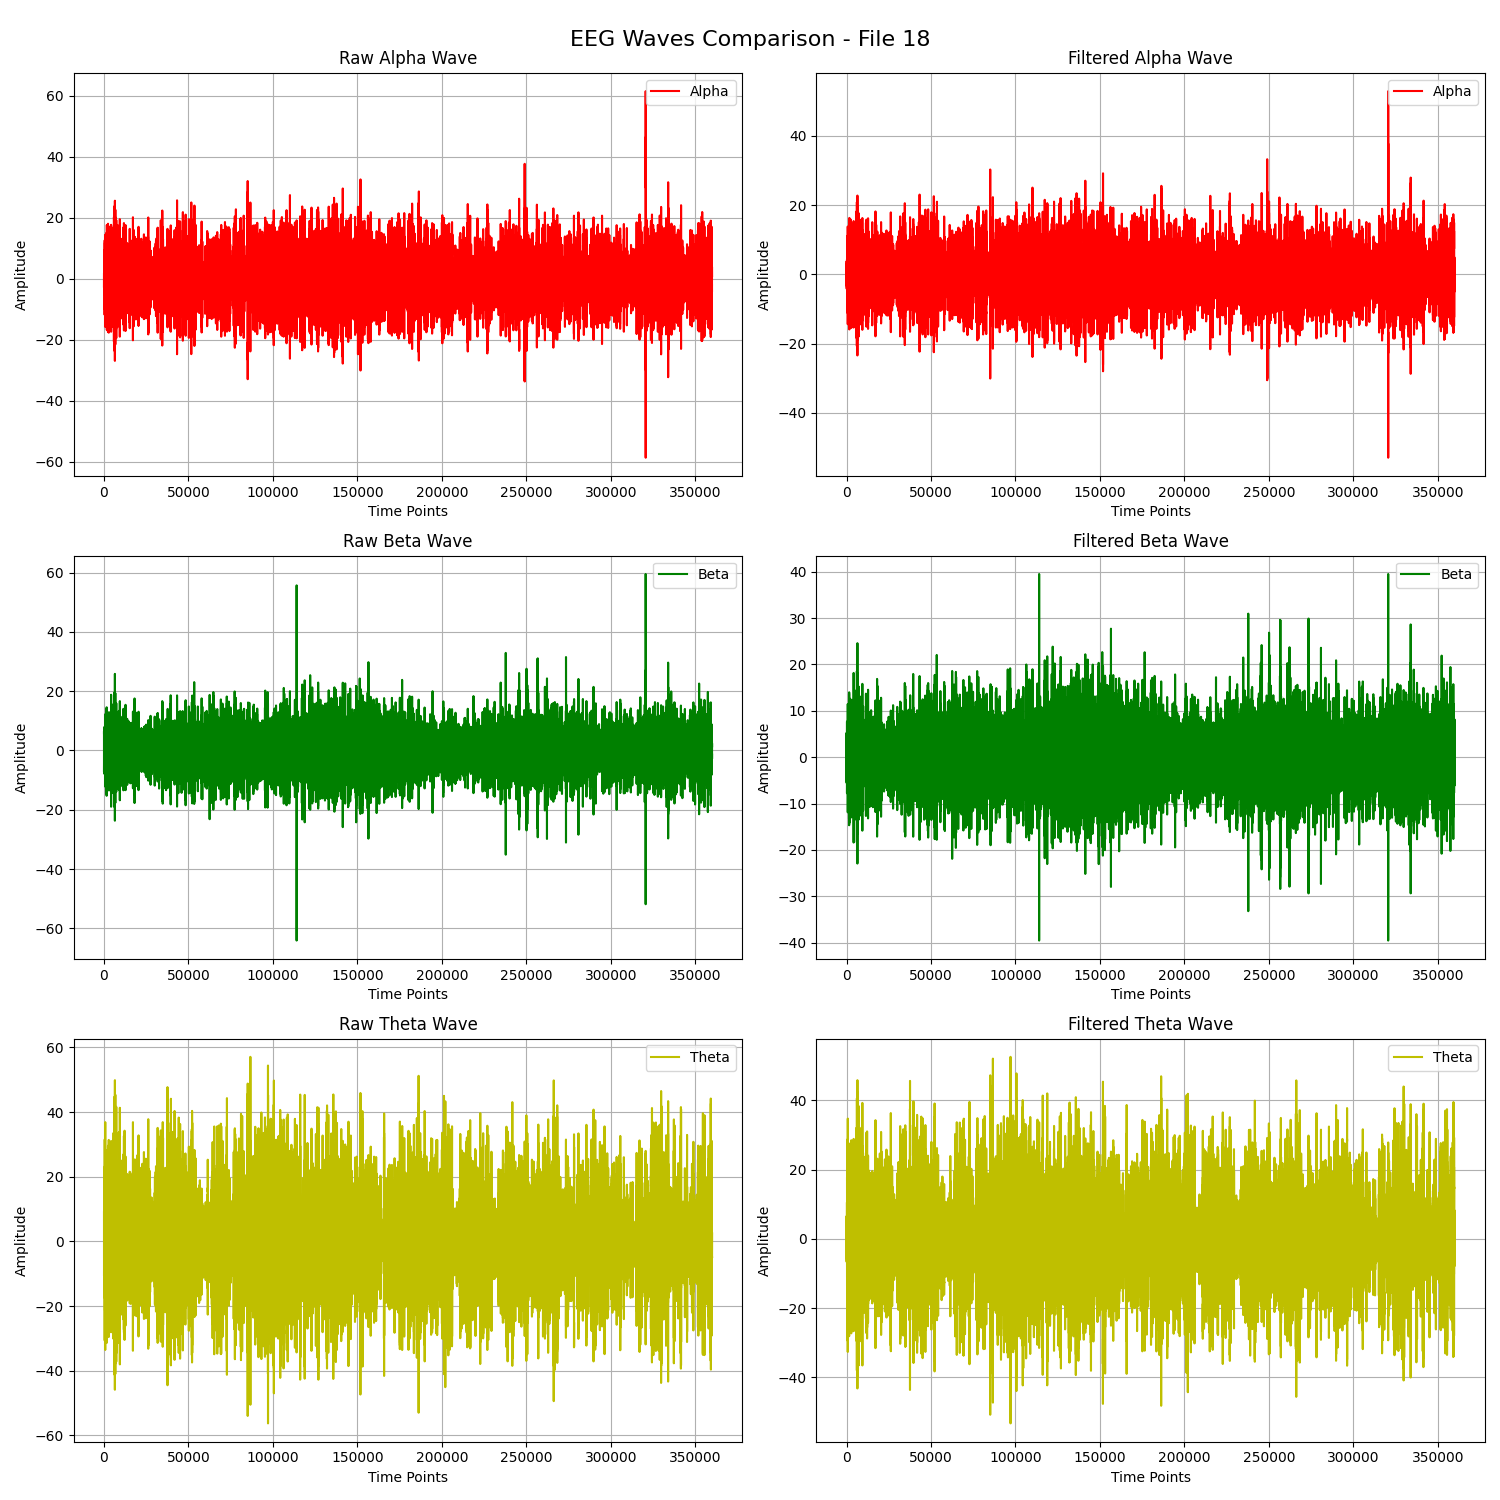 EEG Waves Comparison - File 18
Raw Alpha Wave
Alpha
60
40
20
0
−20
−40
−60
Amplitude
0 50000 100000 150000 200000 250000 300000 350000
Time Points
Filtered Alpha Wave
Alpha
40
20
0
−20
−40
Amplitude
0 50000 100000 150000 200000 250000 300000 350000
Time Points
Raw Beta Wave
Beta
60
40
20
0
−20
−40
−60
Amplitude
0 50000 100000 150000 200000 250000 300000 350000
Time Points
Filtered Beta Wave
Beta
40
30
20
10
0
−10
−20
−30
−40
Amplitude
0 50000 100000 150000 200000 250000 300000 350000
Time Points
Raw Theta Wave
Theta
60
40
20
0
−20
−40
−60
Amplitude
0 50000 100000 150000 200000 250000 300000 350000
Time Points
Filtered Theta Wave
Theta
40
20
0
−20
−40
Amplitude
0 50000 100000 150000 200000 250000 300000 350000
Time Points